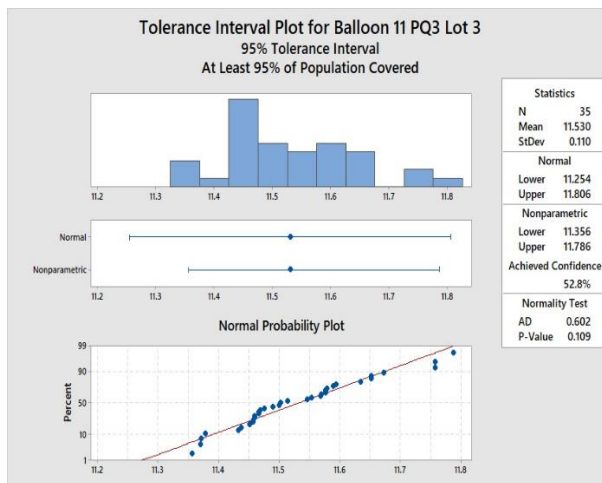 Tolerance Interval Plot for Balloon 11 PQ3 Lot 3
95% Tolerance Interval
At Least 95% of Population Covered
11.2 11.3 11.4 11.5 11.6 11.7 11.8
Normal
Nonparametric
11.2 11.3 11.4 11.5 11.6 11.7 11.8
Normal Probability Plot
Percent
99
90
50
10
1
11.2 11.3 11.4 11.5 11.6 11.7 11.8
Statistics
N 35
Mean 11.530
StDev 0.110
Normal
Lower 11.254
Upper 11.806
Nonparametric
Lower 11.356
Upper 11.786
Achieved Confidence
52.8%
Normality Test
AD 0.602
P-Value 0.109